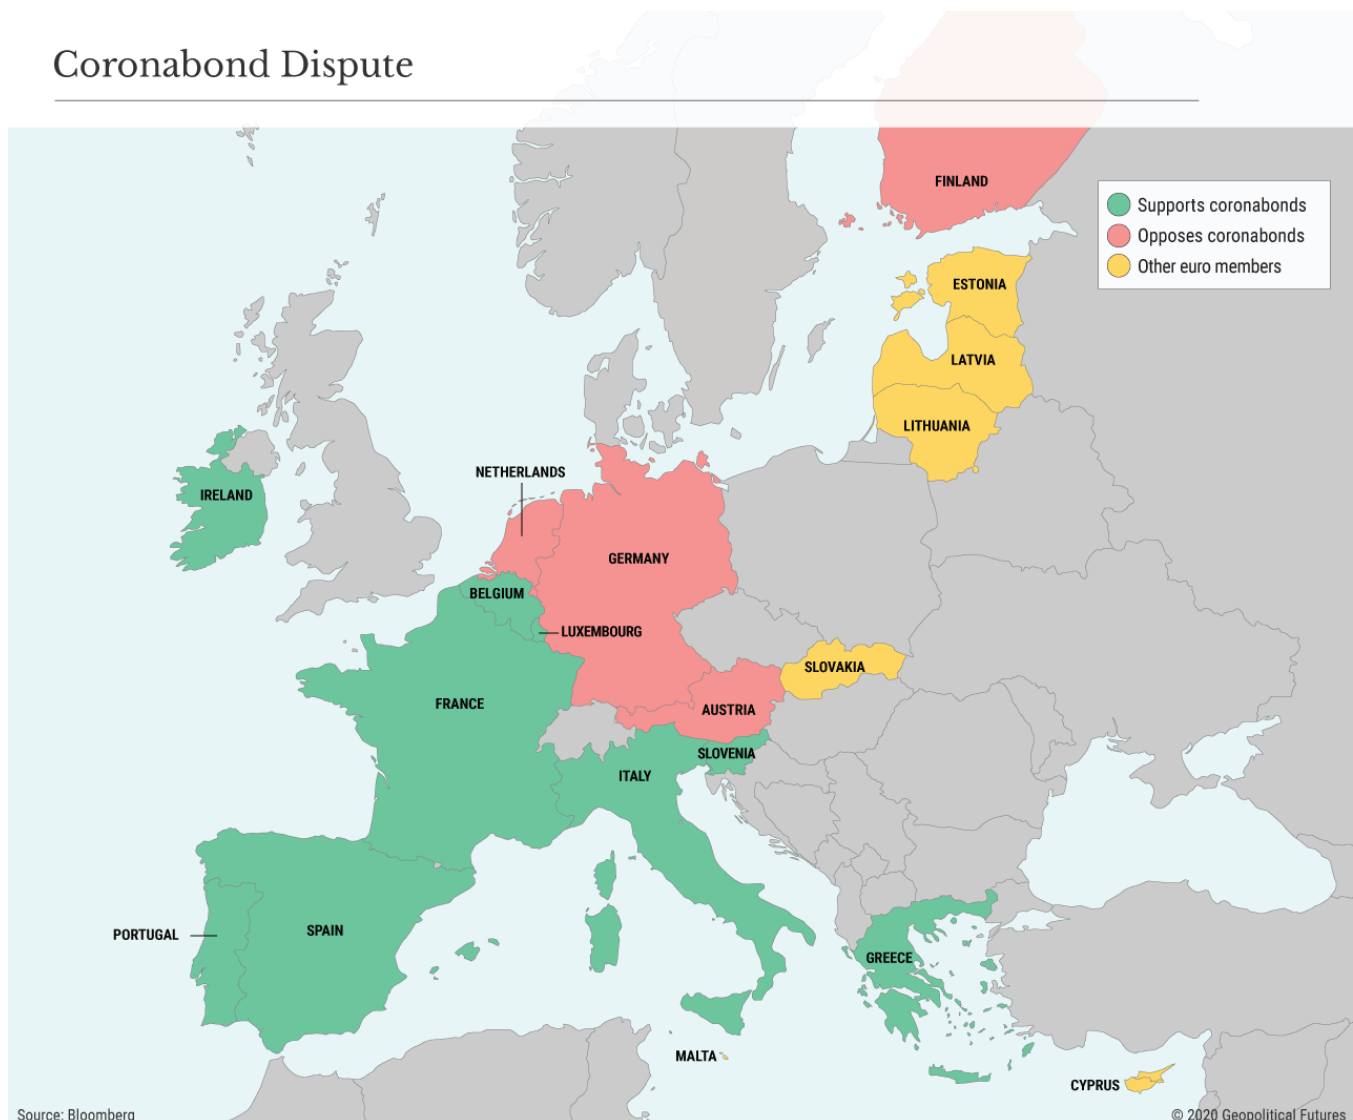 Coronabond Dispute
FINLAND
Supports coronabonds
Opposes coronabonds
Other euro members
ESTONIA
LATVIA
LITHUANIA
NETHERLANDS
IRELAND
GERMANY
BELGIUM
LUXEMBOURG
SLOVAKIA
FRANCE
AUSTRIA
SLOVENIA
ITALY
PORTUGAL
SPAIN
GREECE
MALTA
CYPRUS
Source: Bloomberg
© 2020 Geopolitical Futures